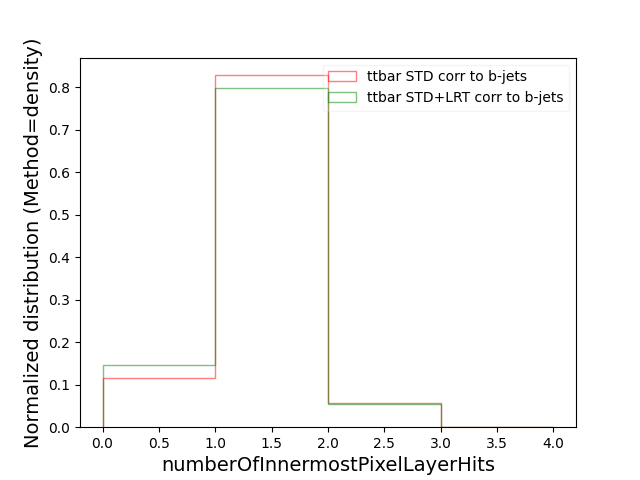 ttbar STD corr to b-jets
ttbar STD+LRT corr to b-jets
Normalized distribution (Method=density)
0.8
0.7
0.6
0.5
0.4
0.3
0.2
0.1
0.0
0.0 0.5 1.0 1.5 2.0 2.5 3.0 3.5 4.0
numberOfInnermostPixelLayerHits